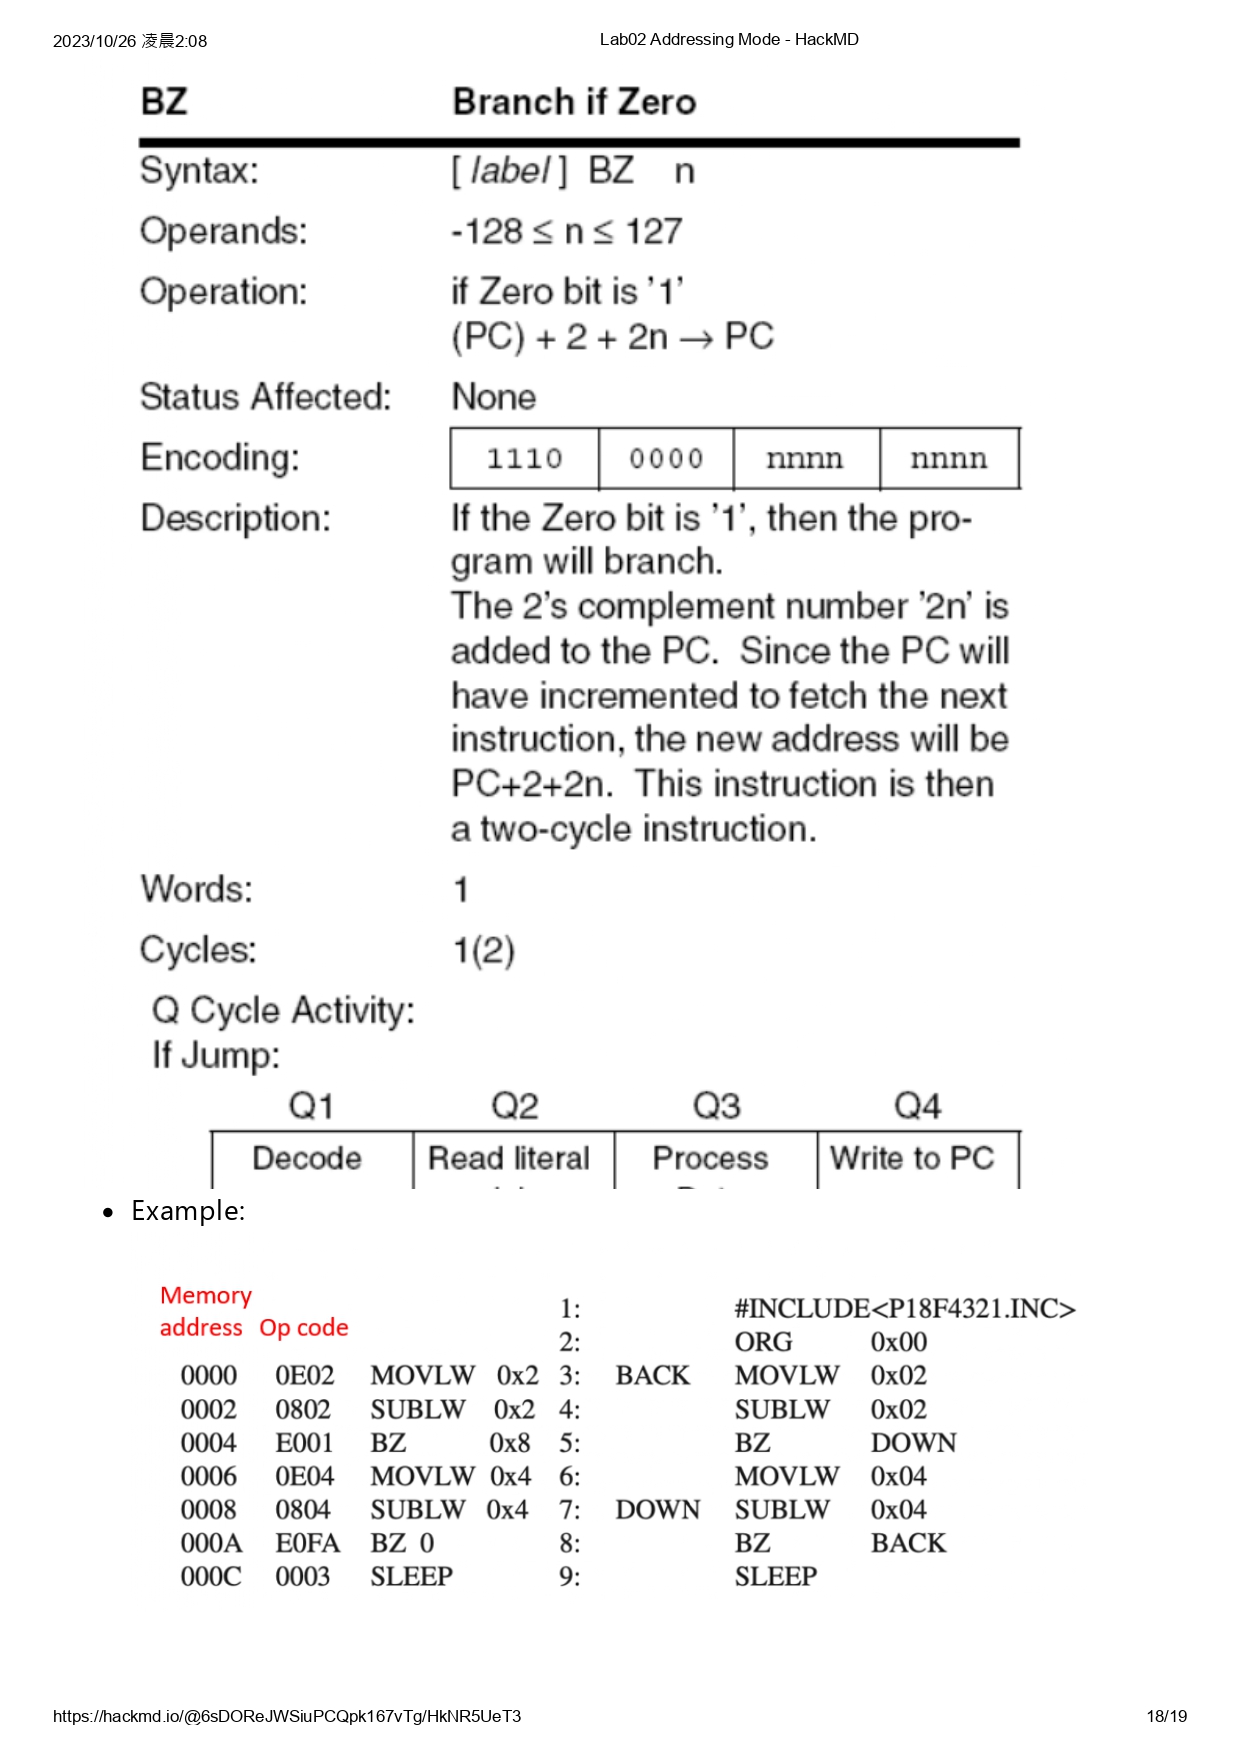 2023/10/26 凌晨2:08 Lab02 Addressing Mode - HackMD
BZ Branch if Zero
Syntax: [ label ] BZ n
Operands: -128 ≤ n ≤ 127
Operation: if Zero bit is ’1’
(PC) + 2 + 2n → PC
Status Affected: None
Encoding: 1110 0000 nnnn nnnn
Description: If the Zero bit is ’1’, then the pro-
gram will branch.
The 2’s complement number ’2n’ is
added to the PC. Since the PC will
have incremented to fetch the next
instruction, the new address will be
PC+2+2n. This instruction is then
a two-cycle instruction.
Words: 1
Cycles: 1(2)
Q Cycle Activity:
If Jump:
Q1 Q2 Q3 Q4
Decode Read literal Process Write to PC
• Example:
Memory
address Op code
1: #INCLUDE<P18F4321.INC>
2: ORG 0x00
0000 0E02 MOVLW 0x2 3: BACK MOVLW 0x02
0002 0802 SUBLW 0x2 4: SUBLW 0x02
0004 E001 BZ 0x8 5: BZ DOWN
0006 0E04 MOVLW 0x4 6: MOVLW 0x04
0008 0804 SUBLW 0x4 7: DOWN SUBLW 0x04
000A E0FA BZ 0 8: BZ BACK
000C 0003 SLEEP 9: SLEEP
https://hackmd.io/@6sDOReJWSiuPCQpk167vTg/HkNR5UeT3 18/19